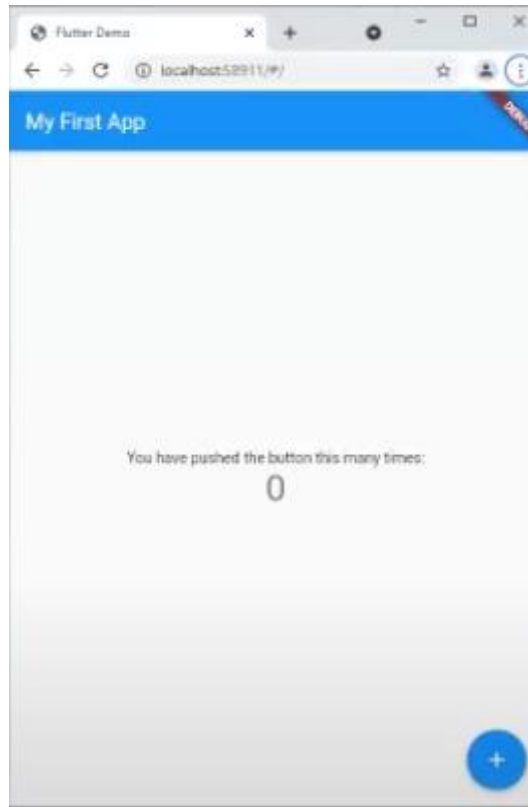 Flutter Demo
localhost:58911/#/
My First App
You have pushed the button this many times:
0